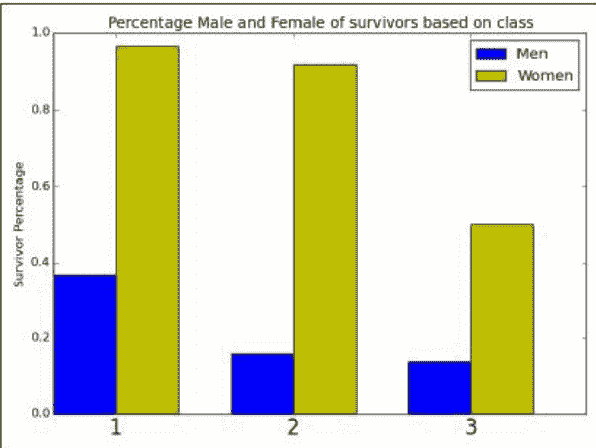 Percentage Male and Female of survivors based on class
Men
Women
Survivor Percentage
1.0
0.8
0.6
0.4
0.2
0.0
1
2
3